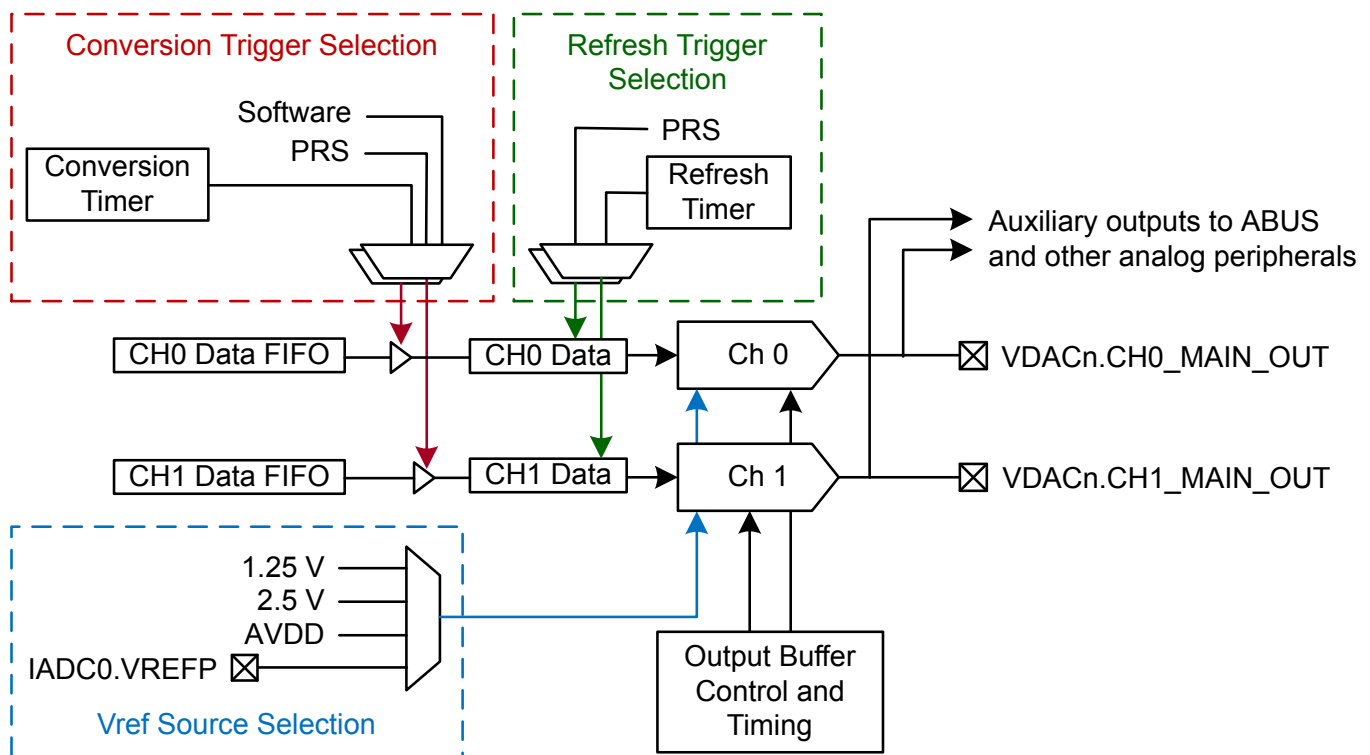 Conversion Trigger Selection
Software
PRS
Conversion
Timer
Refresh Trigger
Selection
PRS
Refresh
Timer
Auxiliary outputs to ABUS
and other analog peripherals
CH0 Data FIFO
CH0 Data
Ch 0
VDACn.CH0_MAIN_OUT
CH1 Data FIFO
CH1 Data
Ch 1
VDACn.CH1_MAIN_OUT
1.25 V
2.5 V
AVDD
IADC0.VREFP
Vref Source Selection
Output Buffer
Control and
Timing